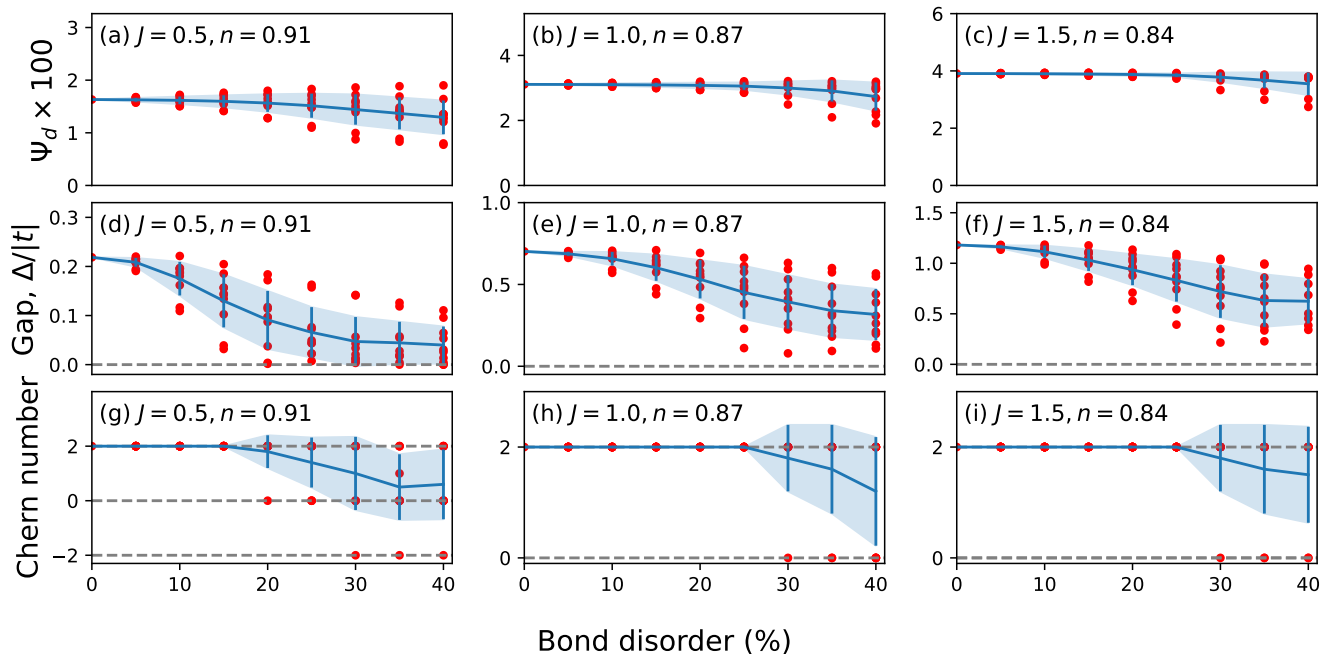 Ψd × 100
(a) J = 0.5, n = 0.91
3
2
1
0
(b) J = 1.0, n = 0.87
4
2
0
(c) J = 1.5, n = 0.84
6
4
2
0
Gap, Δ/|t|
(d) J = 0.5, n = 0.91
0.3
0.2
0.1
0.0
(e) J = 1.0, n = 0.87
1.0
0.5
0.0
(f) J = 1.5, n = 0.84
1.5
1.0
0.5
0.0
Chern number
(g) J = 0.5, n = 0.91
2
0
−2
0 10 20 30 40
(h) J = 1.0, n = 0.87
2
0
0 10 20 30 40
(i) J = 1.5, n = 0.84
2
0
0 10 20 30 40
Bond disorder (%)